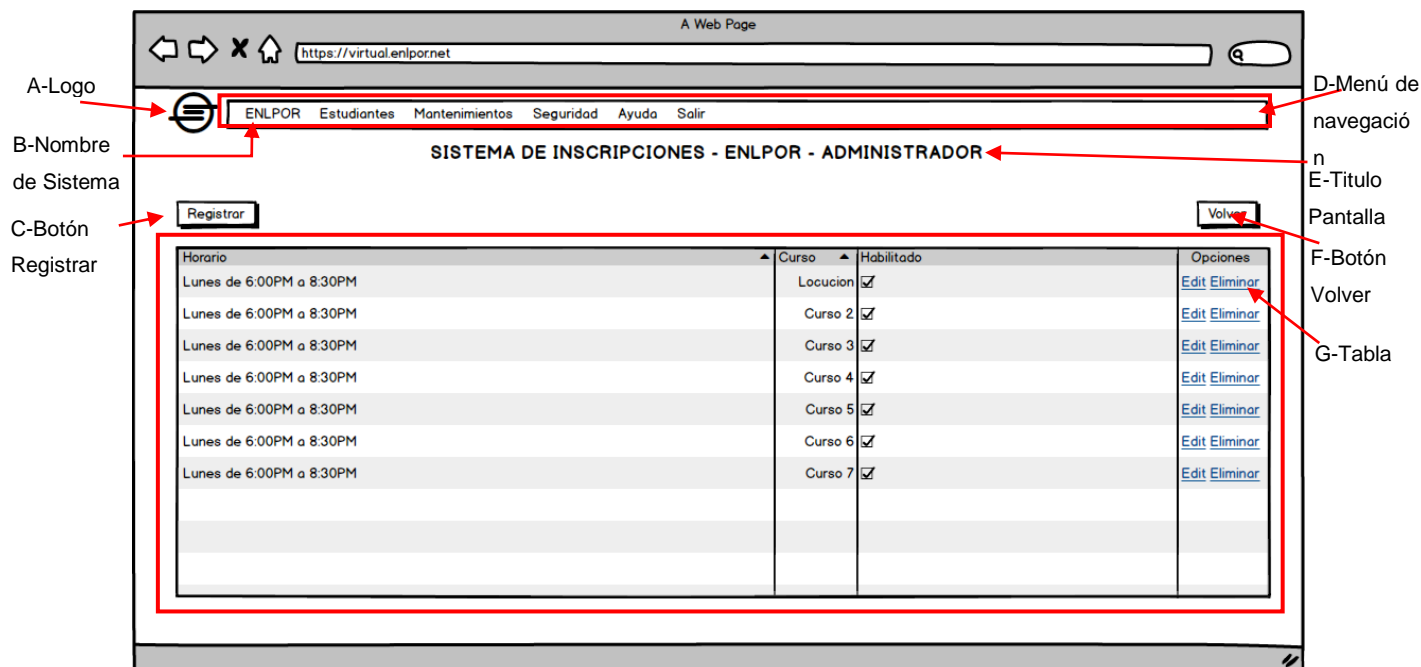 A Web Page
https://virtual.enlpor.net
A-Logo
B-Nombre
de Sistema
C-Botón
Registrar
ENLPOR Estudiantes Mantenimientos Seguridad Ayuda Salir
SISTEMA DE INSCRIPCIONES - ENLPOR - ADMINISTRADOR
D-Menú de
navegació
n
E-Titulo
Pantalla
F-Botón
Volver
G-Tabla
Registrar
Volver
Horario Curso Habilitado Opciones
Lunes de 6:00PM a 8:30PM Locucion Edit Eliminar
Lunes de 6:00PM a 8:30PM Curso 2 Edit Eliminar
Lunes de 6:00PM a 8:30PM Curso 3 Edit Eliminar
Lunes de 6:00PM a 8:30PM Curso 4 Edit Eliminar
Lunes de 6:00PM a 8:30PM Curso 5 Edit Eliminar
Lunes de 6:00PM a 8:30PM Curso 6 Edit Eliminar
Lunes de 6:00PM a 8:30PM Curso 7 Edit Eliminar